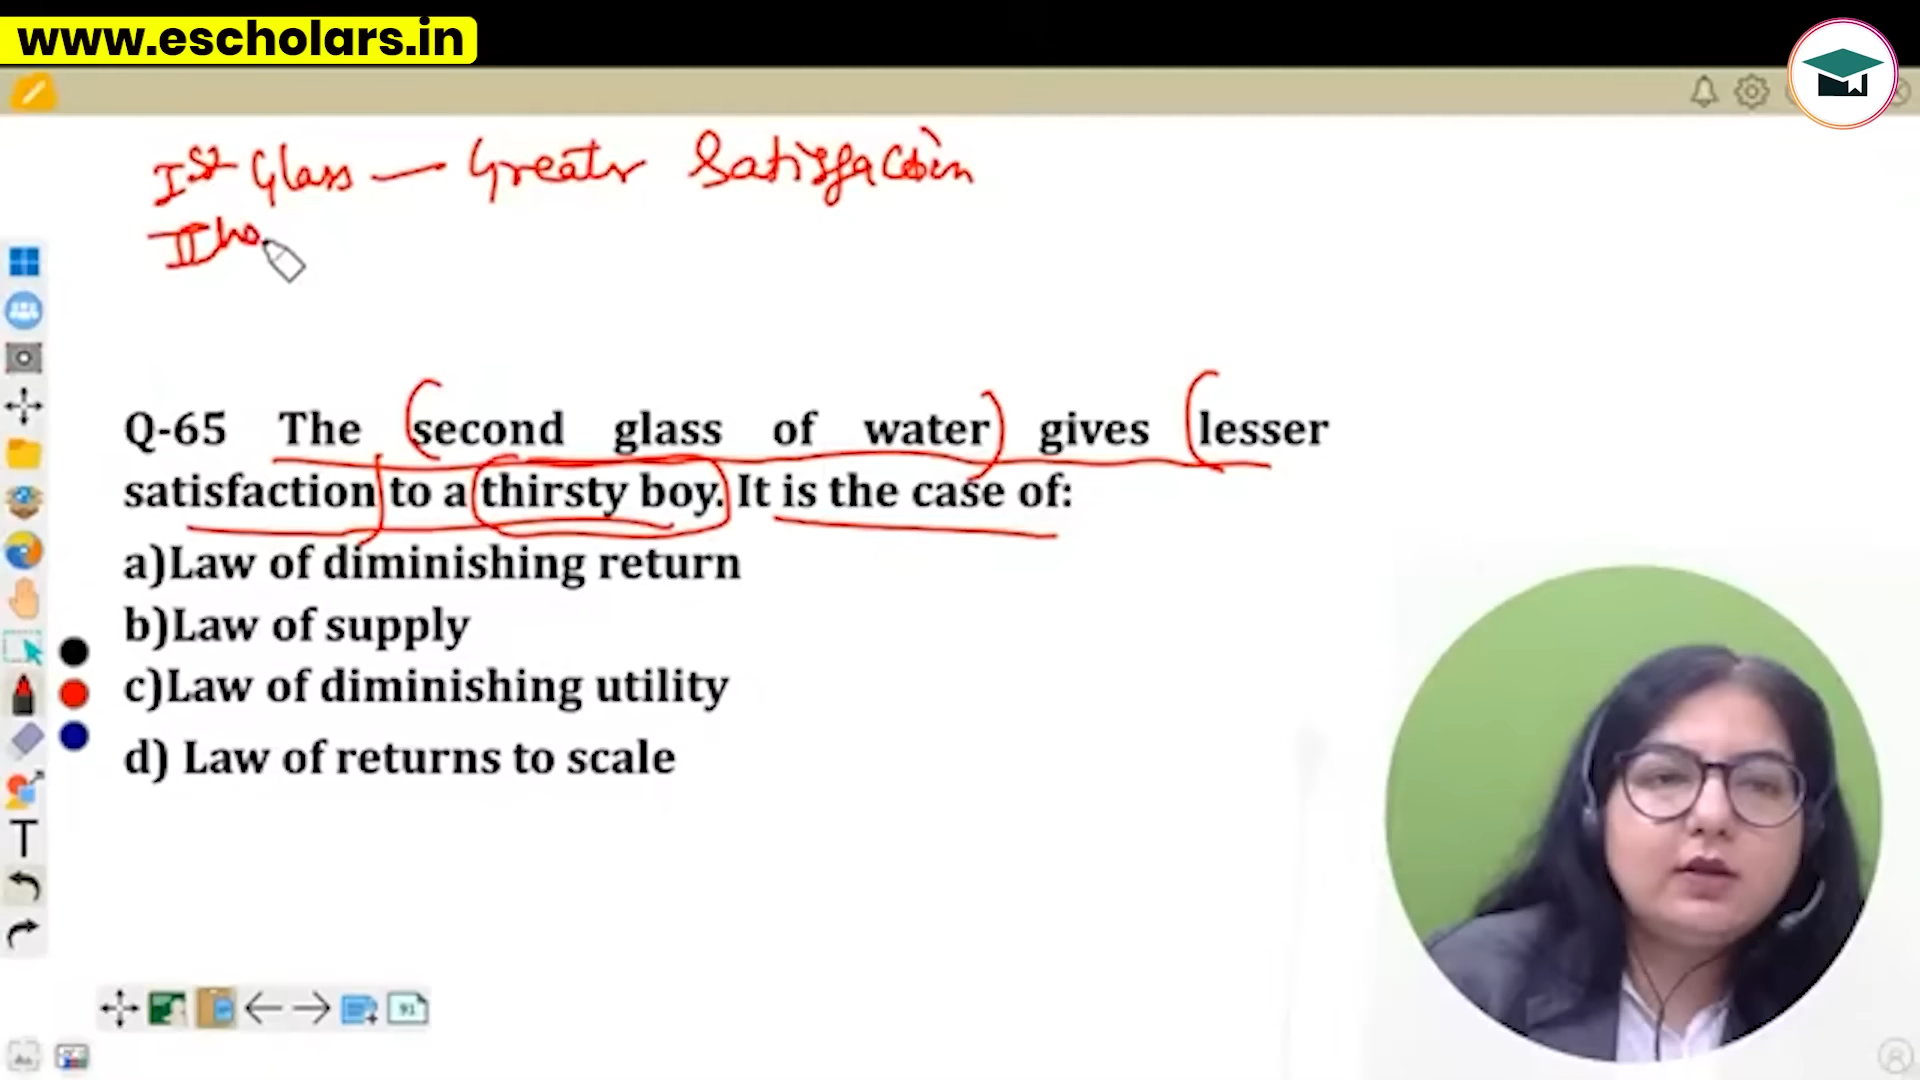 www.escholars.in
Ist Glass — Greater Satisfaction
II
Q-65 The second glass of water gives lesser
satisfaction to a thirsty boy. It is the case of:
a)Law of diminishing return
b)Law of supply
c)Law of diminishing utility
d) Law of returns to scale
T
91